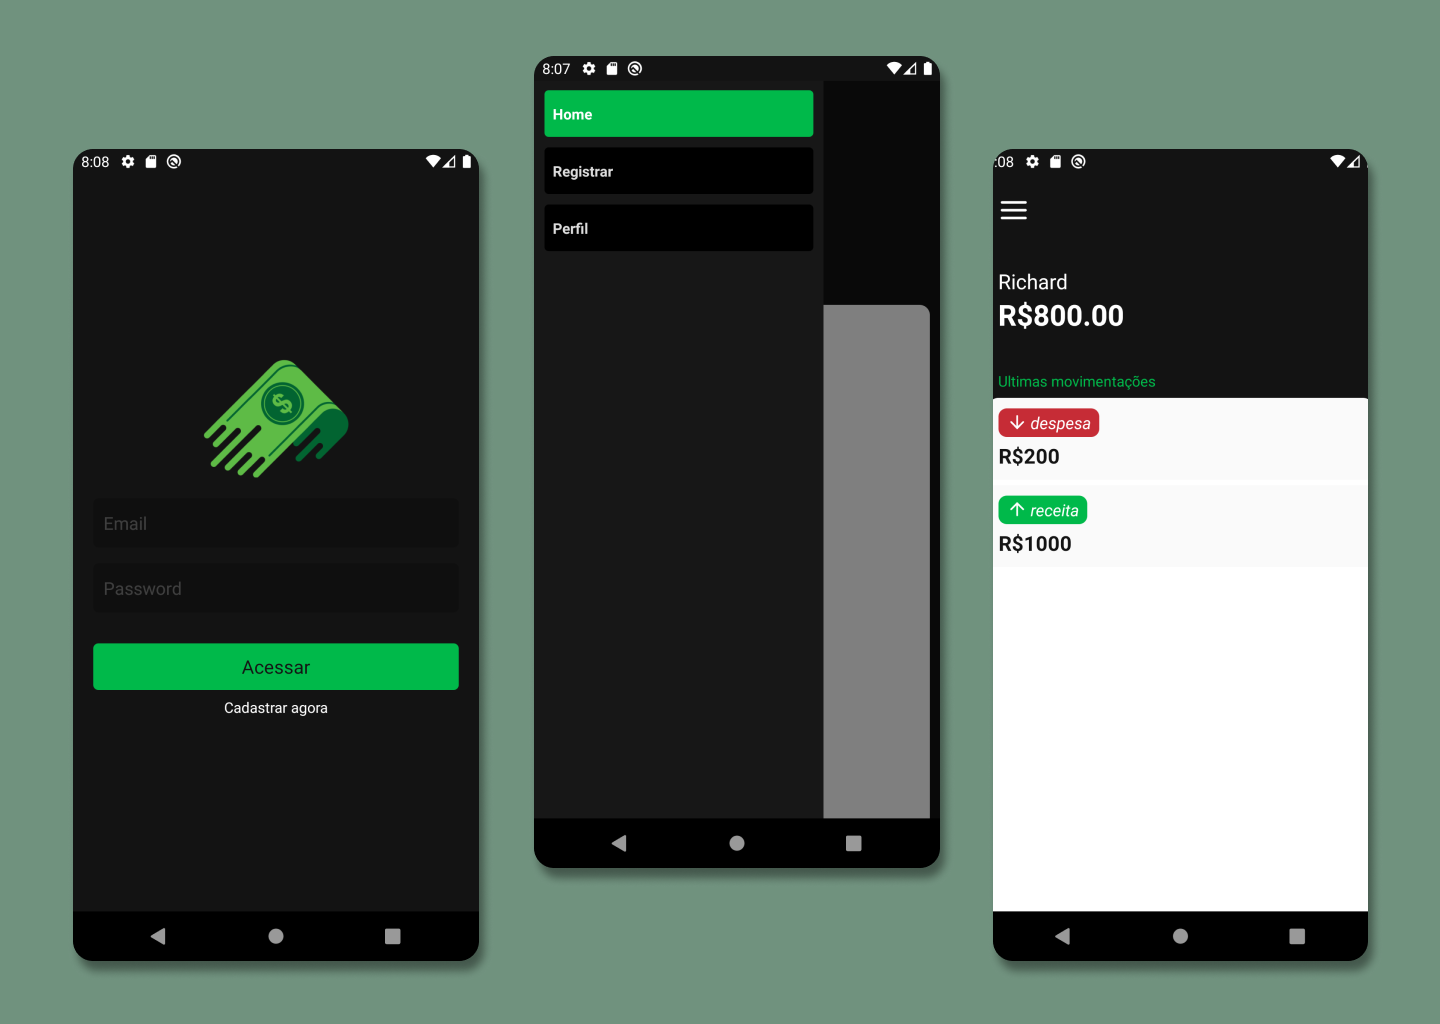 8:08
$
Email
Password
Acessar
Cadastrar agora
8:07
Home
Registrar
Perfil
:08
Richard
R$800.00
Ultimas movimentações
despesa
R$200
receita
R$1000